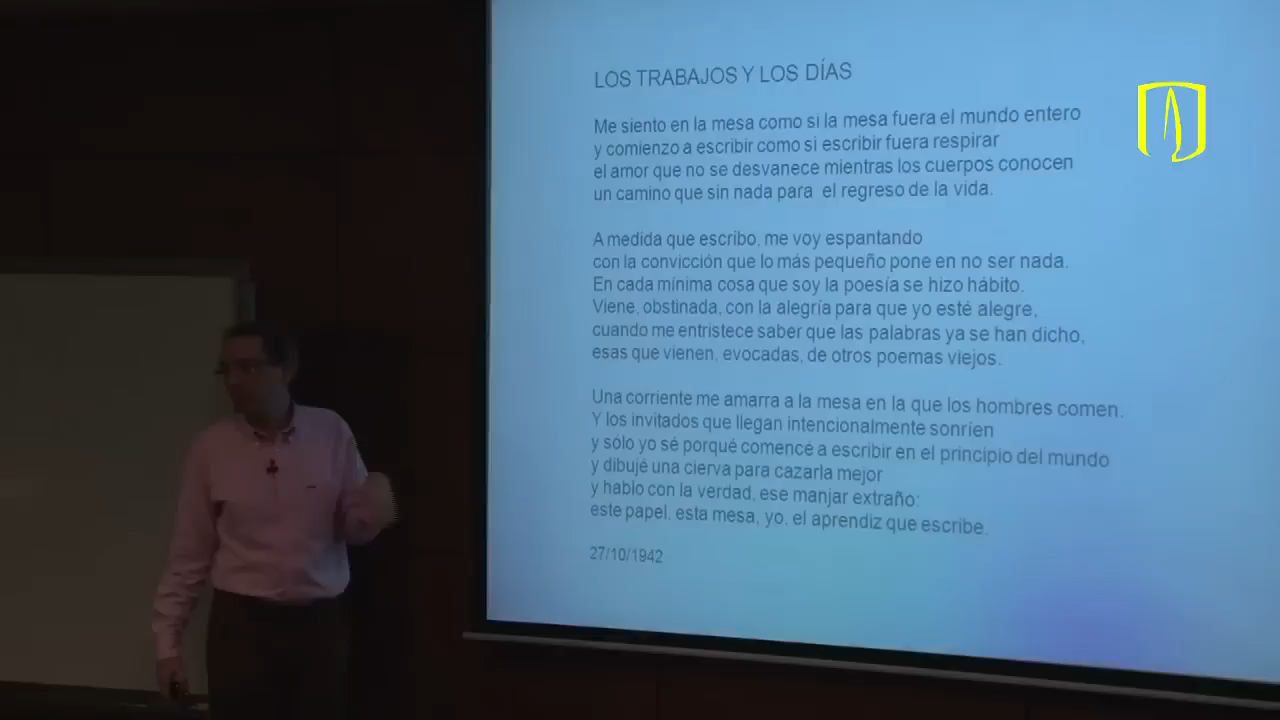 LOS TRABAJOS Y LOS DÍAS
Me siento en la mesa como si la mesa fuera el mundo entero
y comienzo a escribir como si escribir fuera respirar
el amor que no se desvanece mientras los cuerpos conocen
un camino que sin nada para el regreso de la vida.
A medida que escribo, me voy espantando
con la convicción que lo más pequeño pone en no ser nada.
En cada mínima cosa que soy la poesía se hizo hábito.
Viene, obstinada, con la alegría para que yo esté alegre,
cuando me entristece saber que las palabras ya se han dicho,
esas que vienen, evocadas, de otros poemas viejos.
Una corriente me amarra a la mesa en la que los hombres comen.
Y los invitados que llegan intencionalmente sonríen
y sólo yo sé porqué comencé a escribir en el principio del mundo
y dibujé una cierva para cazarla mejor
y hablo con la verdad, ese manjar extraño:
este papel, esta mesa, yo, el aprendiz que escribe.
27/10/1942